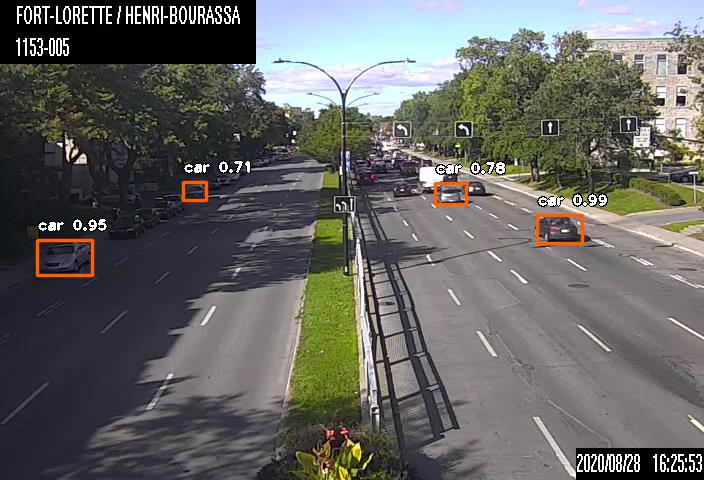 FORT-LORETTE / HENRI-BOURASSA
1153-005
car 0.71
car 0.78
car 0.99
car 0.95
2020/08/28 16:25:53